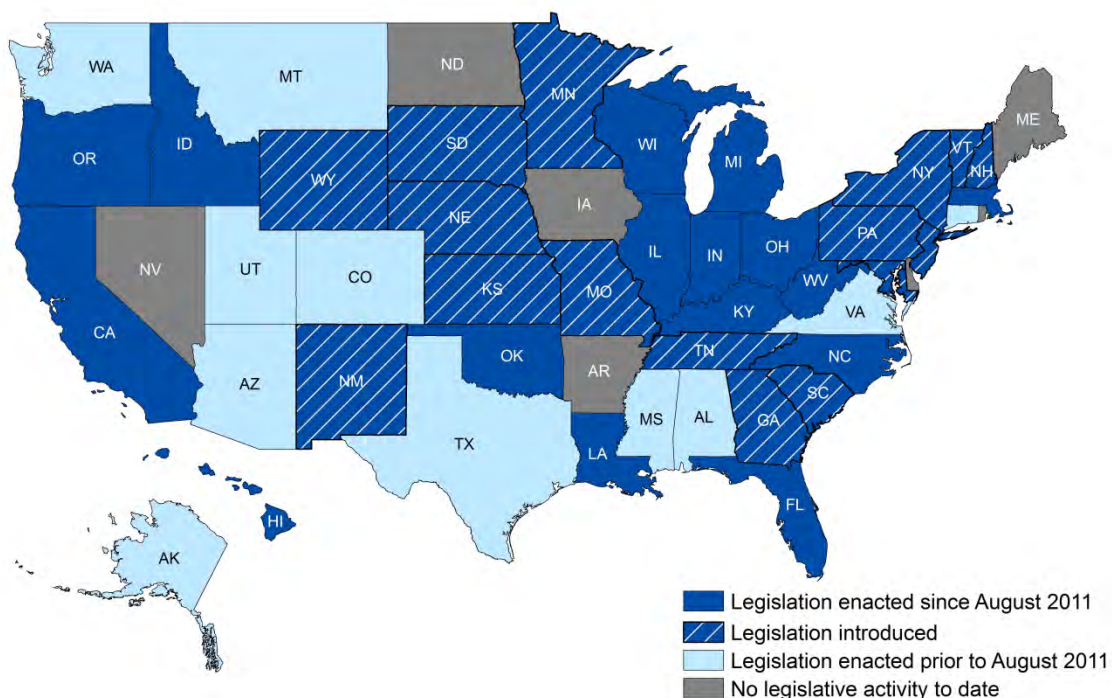 WA
MT
ND
MN
ME
OR
ID
SD
WI
MI
VT
NH
NY
WY
IA
NE
PA
NV
UT
CO
IL
IN
OH
WV
VA
KS
MO
KY
CA
TN
NC
OK
AR
SC
AZ
NM
MS
AL
GA
TX
LA
FL
HI
AK
Legislation enacted since August 2011
Legislation introduced
Legislation enacted prior to August 2011
No legislative activity to date